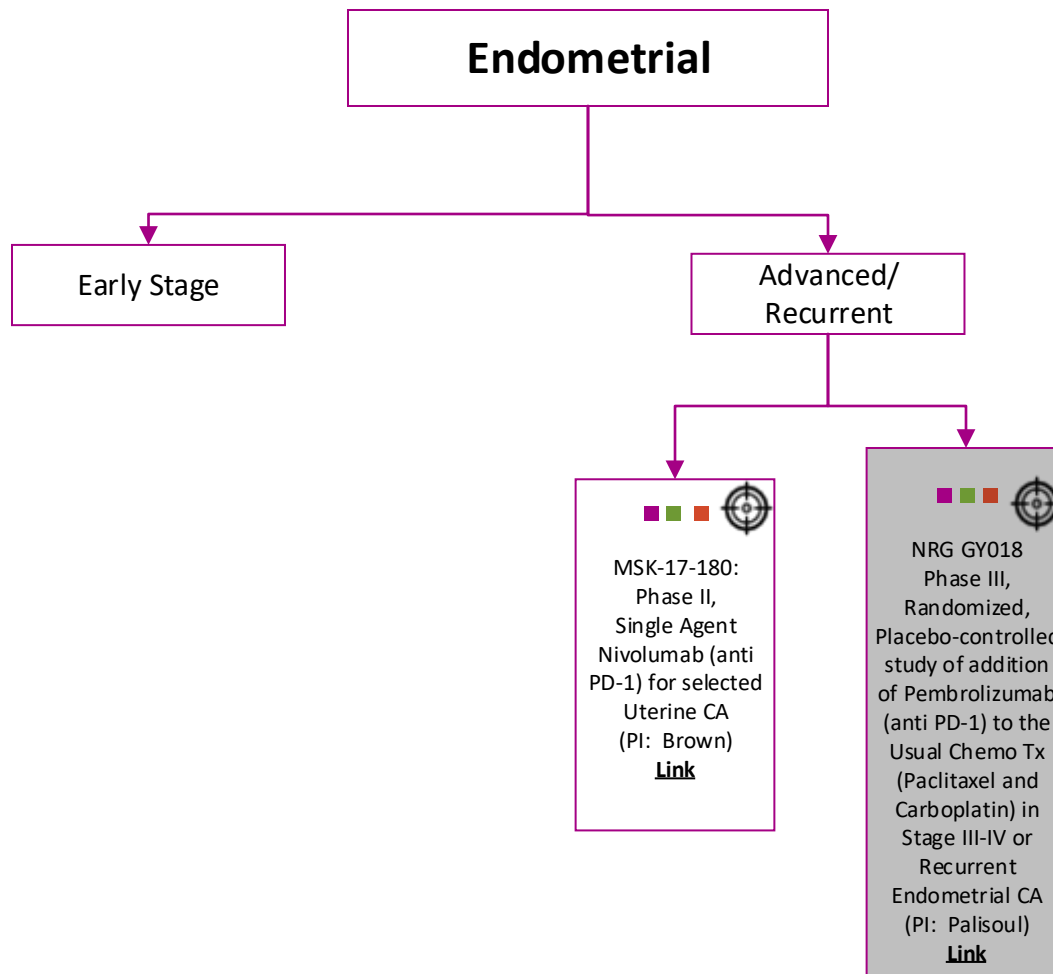 Endometrial
Early Stage
Advanced/
Recurrent
MSK-17-180:
Phase II,
Single Agent
Nivolumab (anti
PD-1) for selected
Uterine CA
(PI: Brown)
Link
NRG GY018
Phase III,
Randomized,
Placebo-controlled
study of addition
of Pembrolizumab
(anti PD-1) to the
Usual Chemo Tx
(Paclitaxel and
Carboplatin) in
Stage III-IV or
Recurrent
Endometrial CA
(PI: Palisoul)
Link